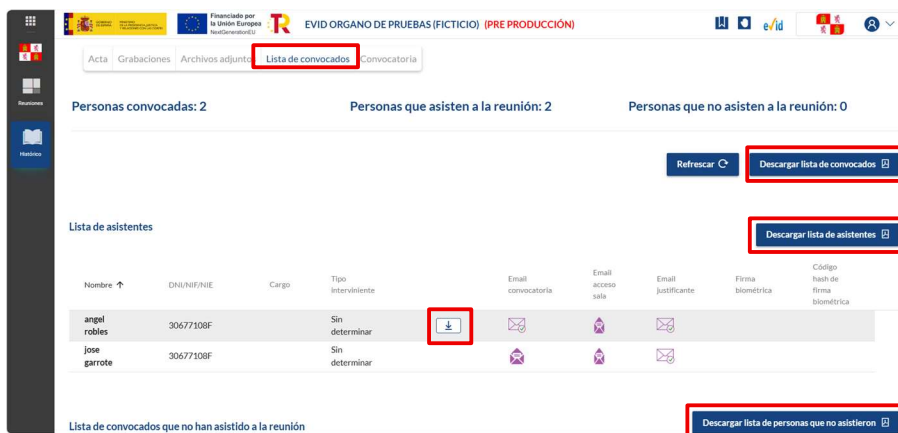 Financiado por
la Unión Europea
NextGenerationEU
EVID ORGANO DE PRUEBAS (FICTICIO) (PRE PRODUCCIÓN)
e/id
Acta Grabaciones Archivos adjunto Lista de convocados Convocatoria
Reuniones
Histórico
Personas convocadas: 2 Personas que asisten a la reunión: 2 Personas que no asisten a la reunión: 0
Refrescar Descargar lista de convocados
Lista de asistentes
Descargar lista de asistentes
Nombre ↑ DNI/NIF/NIE Cargo Tipo interviniente Email convocatoria Email acceso sala Email justificante Firma biométrica Código hash de firma biométrica
angel robles 30677108F Sin determinar
jose garrote 30677108F Sin determinar
Lista de convocados que no han asistido a la reunión
Descargar lista de personas que no asistieron